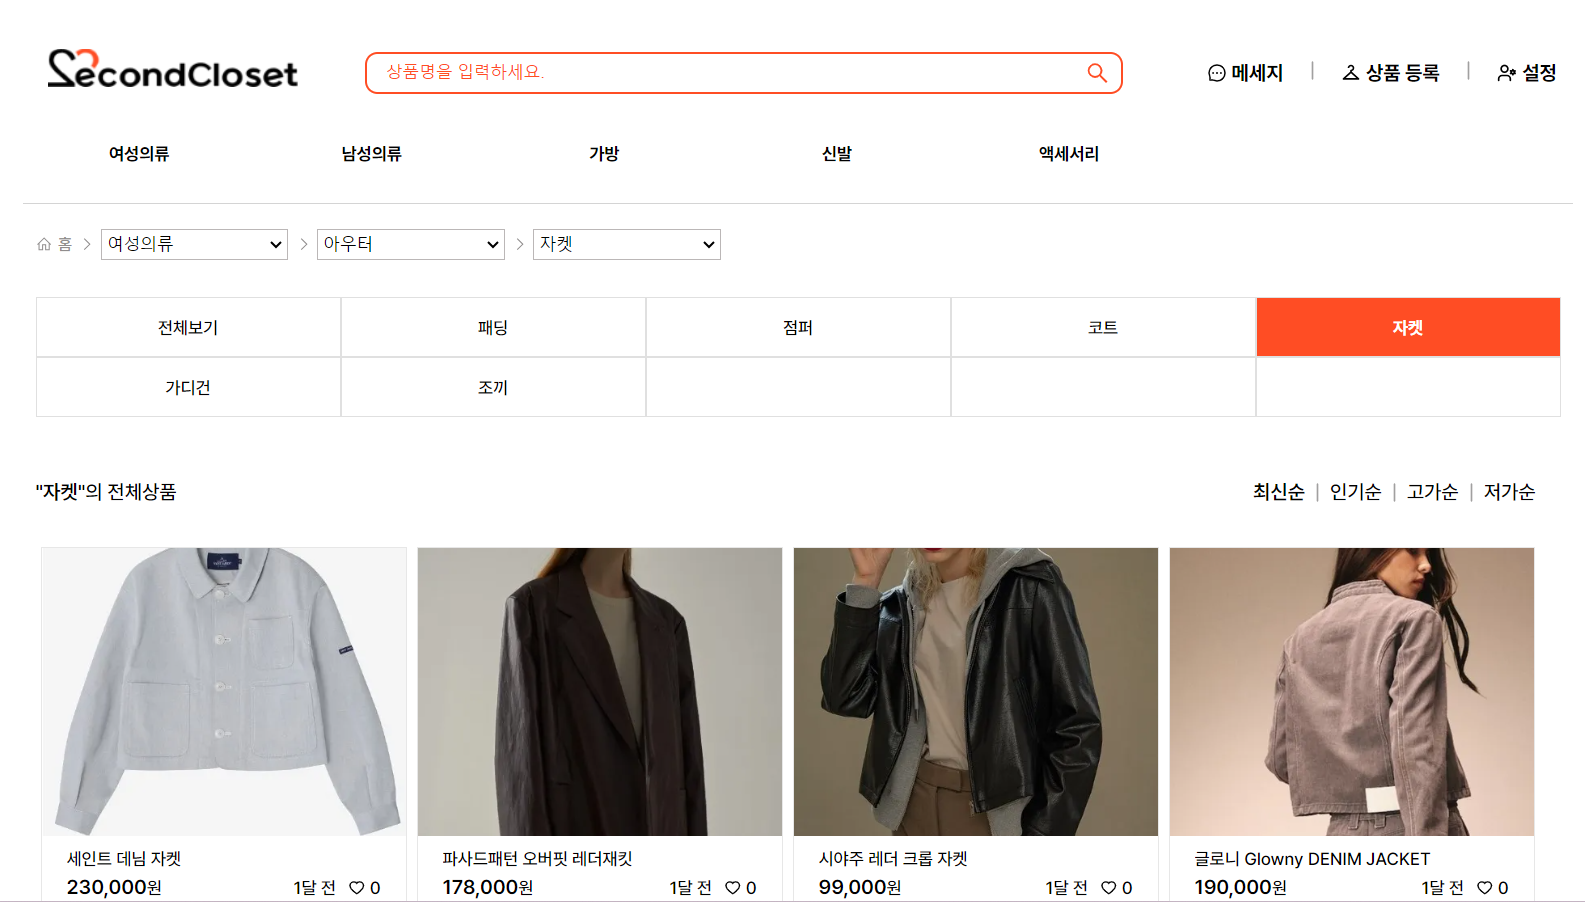 SecondCloset
상품명을 입력하세요.
메세지 | 상품 등록 | 설정
여성의류 남성의류 가방 신발 액세서리
홈 > 여성의류 > 아우터 > 자켓
전체보기 패딩 점퍼 코트 자켓
가디건 조끼
"자켓"의 전체상품
최신순 | 인기순 | 고가순 | 저가순
세인트 데님 자켓
230,000원 1달 전 0
파사드패턴 오버핏 레더재킷
178,000원 1달 전 0
시야주 레더 크롭 자켓
99,000원 1달 전 0
글로니 Glowny DENIM JACKET
190,000원 1달 전 0